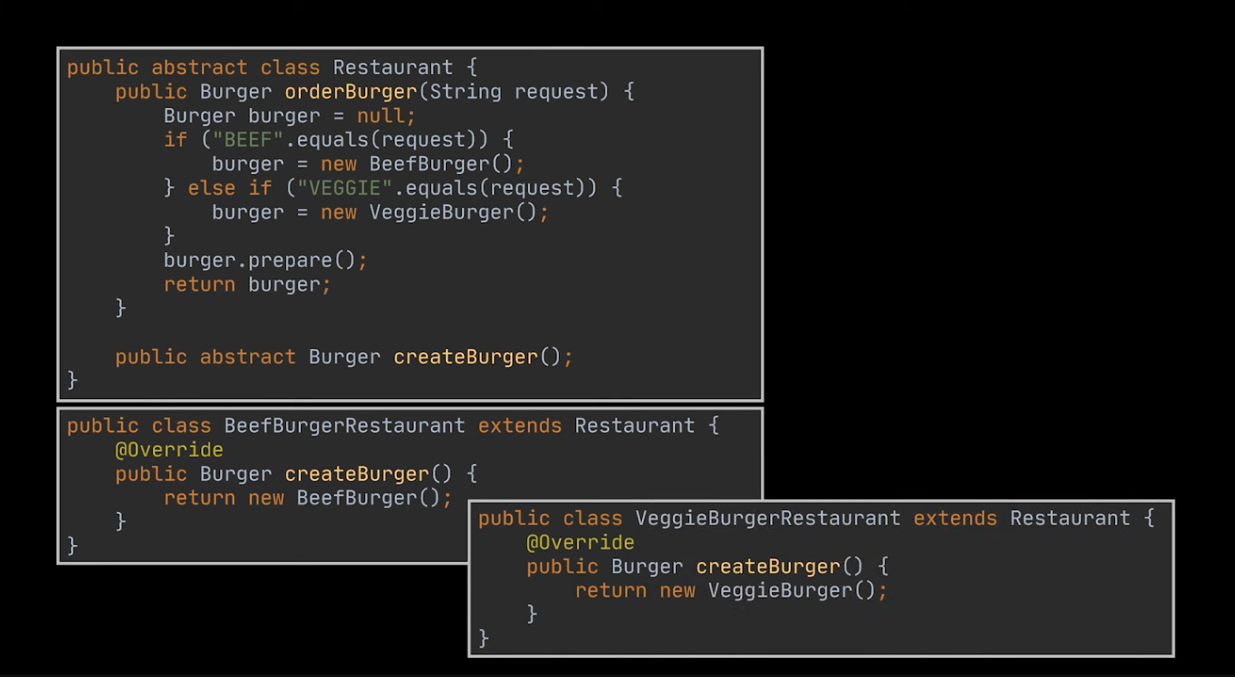 public abstract class Restaurant {
    public Burger orderBurger(String request) {
        Burger burger = null;
        if ("BEEF".equals(request)) {
            burger = new BeefBurger();
        } else if ("VEGGIE".equals(request)) {
            burger = new VeggieBurger();
        }
        burger.prepare();
        return burger;
    }

    public abstract Burger createBurger();
}
public class BeefBurgerRestaurant extends Restaurant {
    @Override
    public Burger createBurger() {
        return new BeefBurger();
    }
}
public class VeggieBurgerRestaurant extends Restaurant {
    @Override
    public Burger createBurger() {
        return new VeggieBurger();
    }
}